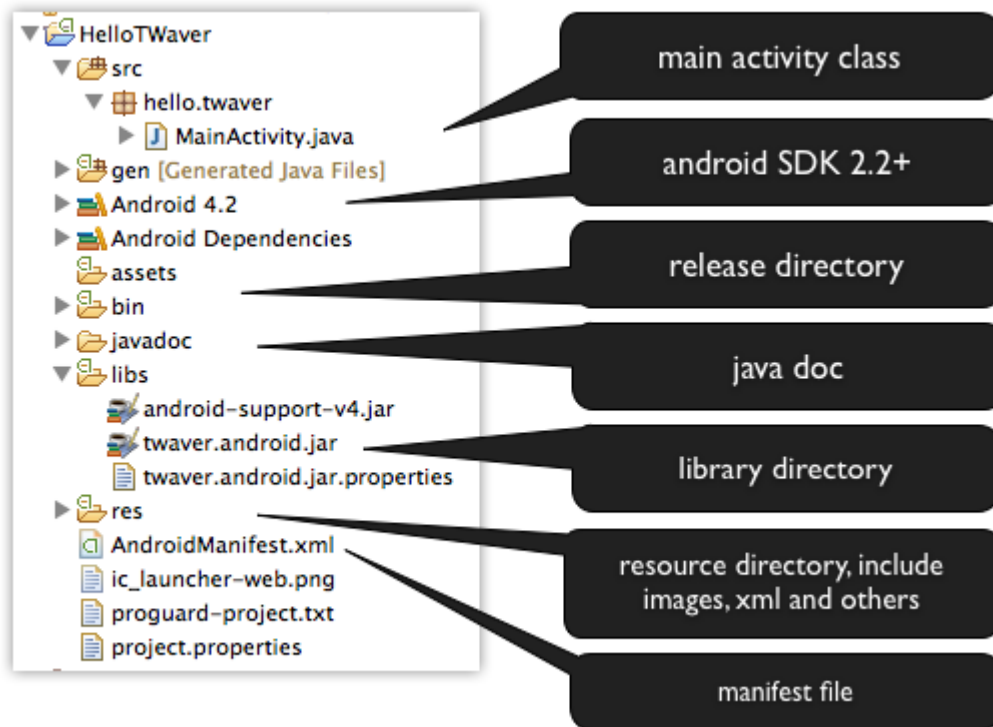 HelloTWaver
src
hello.twaver
MainActivity.java
gen [Generated Java Files]
Android 4.2
Android Dependencies
assets
bin
javadoc
libs
android-support-v4.jar
twaver.android.jar
twaver.android.jar.properties
res
AndroidManifest.xml
ic_launcher-web.png
proguard-project.txt
project.properties
main activity class
android SDK 2.2+
release directory
java doc
library directory
resource directory, include
images, xml and others
manifest file